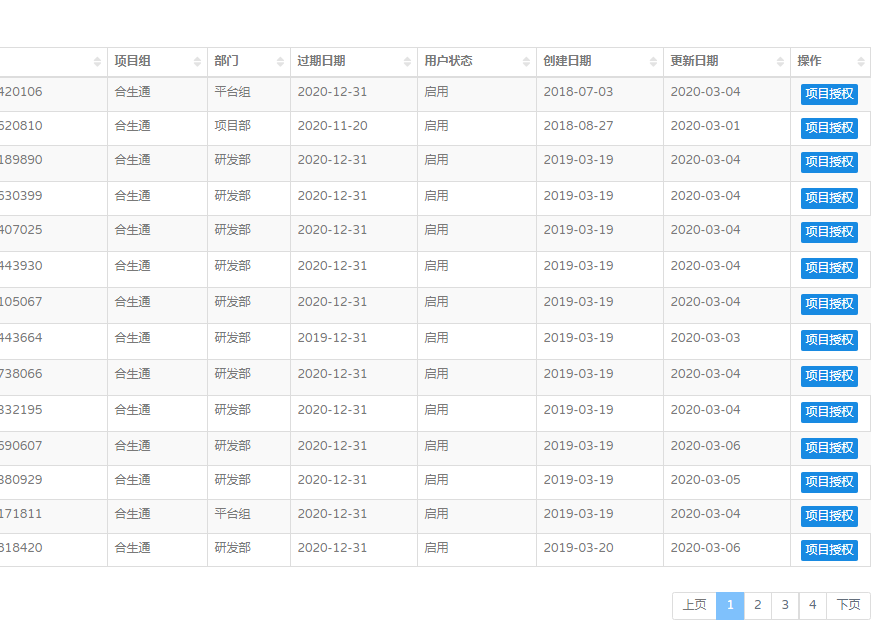 项目组 部门 过期日期 用户状态 创建日期 更新日期 操作
420106 合生通 平台组 2020-12-31 启用 2018-07-03 2020-03-04 项目授权
620810 合生通 项目部 2020-11-20 启用 2018-08-27 2020-03-01 项目授权
189890 合生通 研发部 2020-12-31 启用 2019-03-19 2020-03-04 项目授权
630399 合生通 研发部 2020-12-31 启用 2019-03-19 2020-03-04 项目授权
407025 合生通 研发部 2020-12-31 启用 2019-03-19 2020-03-04 项目授权
443930 合生通 研发部 2020-12-31 启用 2019-03-19 2020-03-04 项目授权
105067 合生通 研发部 2020-12-31 启用 2019-03-19 2020-03-04 项目授权
443664 合生通 研发部 2019-12-31 启用 2019-03-19 2020-03-03 项目授权
738066 合生通 研发部 2020-12-31 启用 2019-03-19 2020-03-04 项目授权
332195 合生通 研发部 2020-12-31 启用 2019-03-19 2020-03-04 项目授权
690607 合生通 研发部 2020-12-31 启用 2019-03-19 2020-03-06 项目授权
380929 合生通 研发部 2020-12-31 启用 2019-03-19 2020-03-05 项目授权
171811 合生通 平台组 2020-12-31 启用 2019-03-19 2020-03-04 项目授权
318420 合生通 研发部 2020-12-31 启用 2019-03-20 2020-03-06 项目授权
上页 1 2 3 4 下页